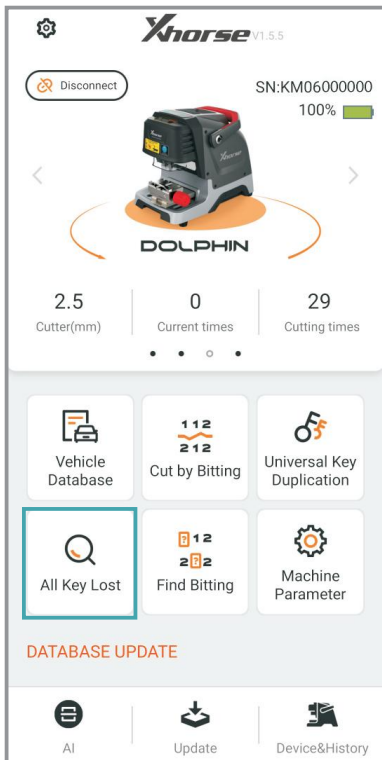 Xhorse V1.5.5
Disconnect
SN:KM06000000
100%
DOLPHIN
2.5
0
29
Cutter(mm)
Current times
Cutting times
112
212
Vehicle
Database
Cut by Bitting
Universal Key
Duplication
?12
2?2
All Key Lost
Find Bitting
Machine
Parameter
DATABASE UPDATE
AI
Update
Device&History